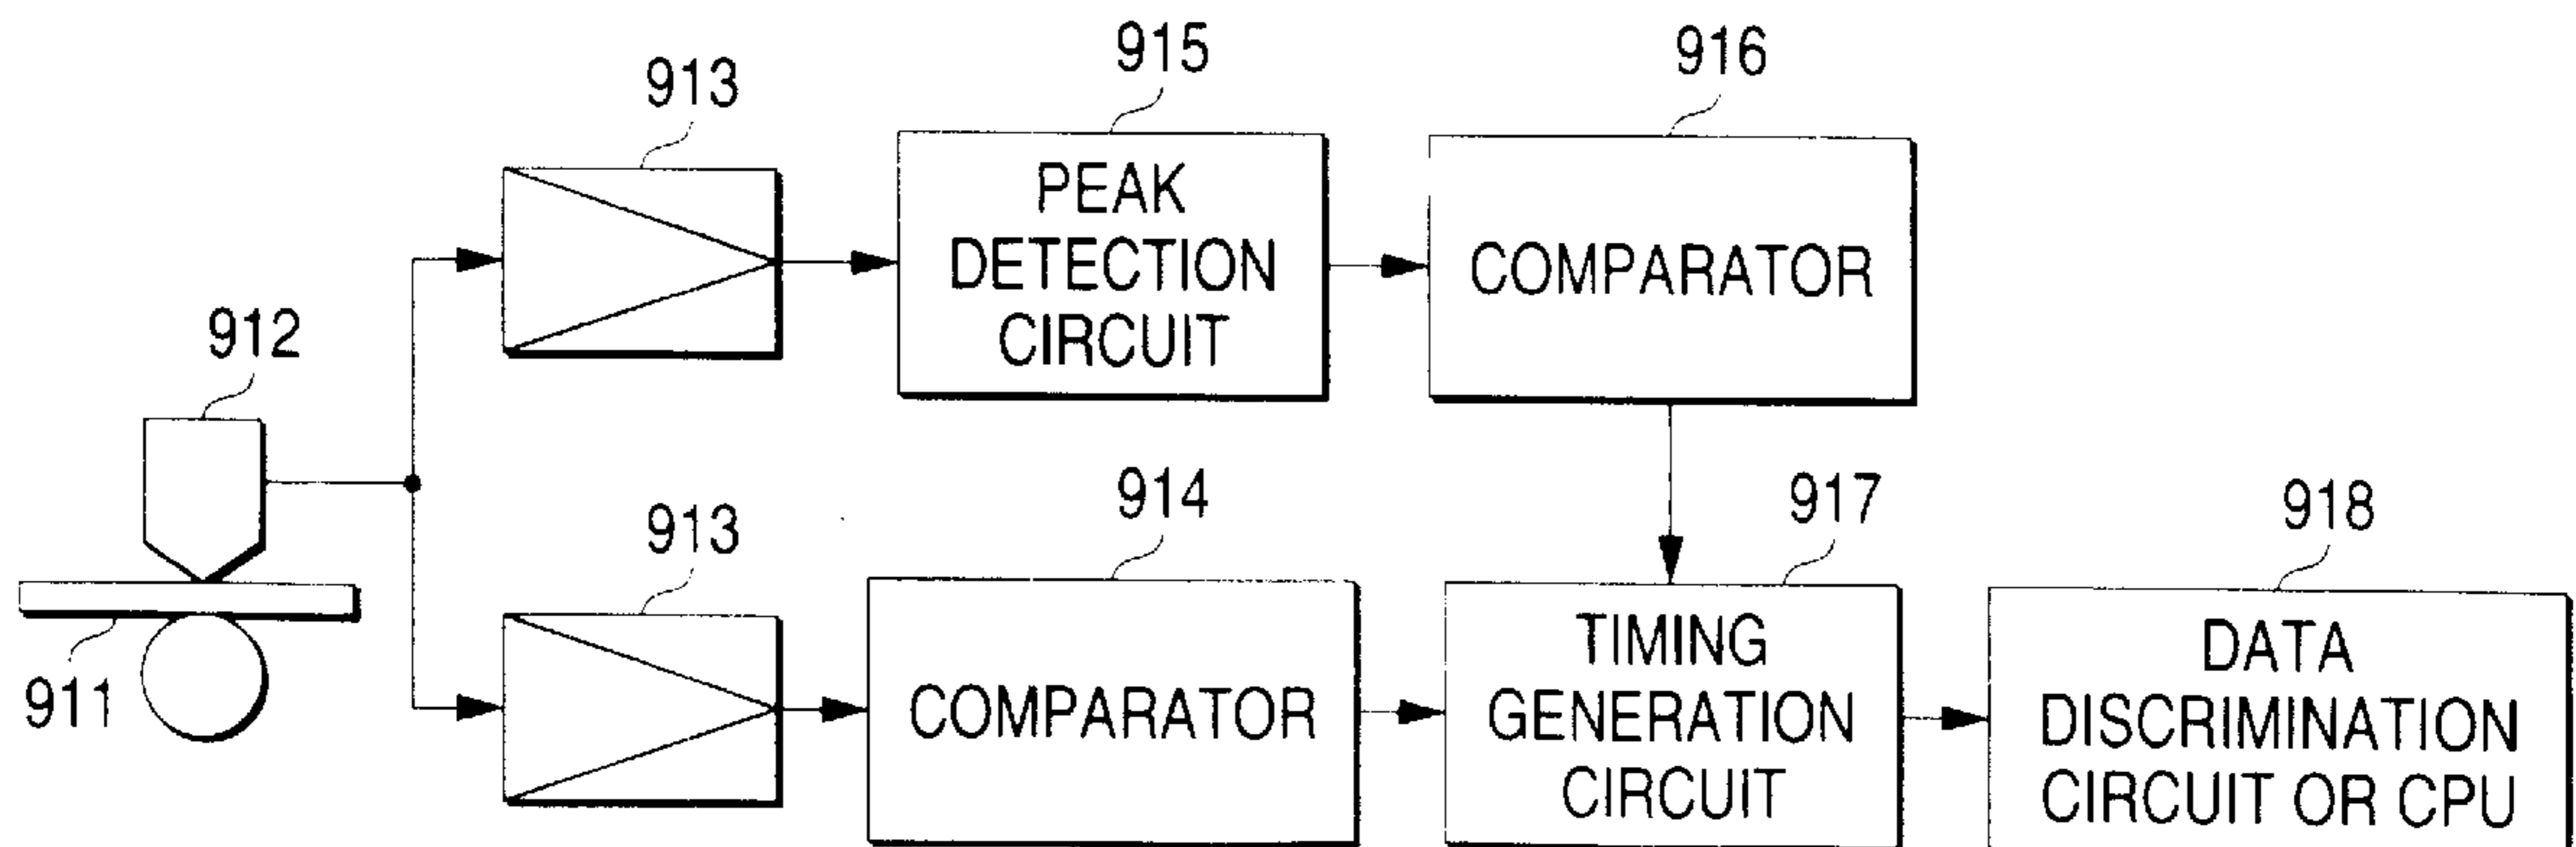 915
916
913
PEAK
DETECTION
CIRCUIT
COMPARATOR
912
914
917
918
913
911
COMPARATOR
TIMING
GENERATION
CIRCUIT
DATA
DISCRIMINATION
CIRCUIT OR CPU